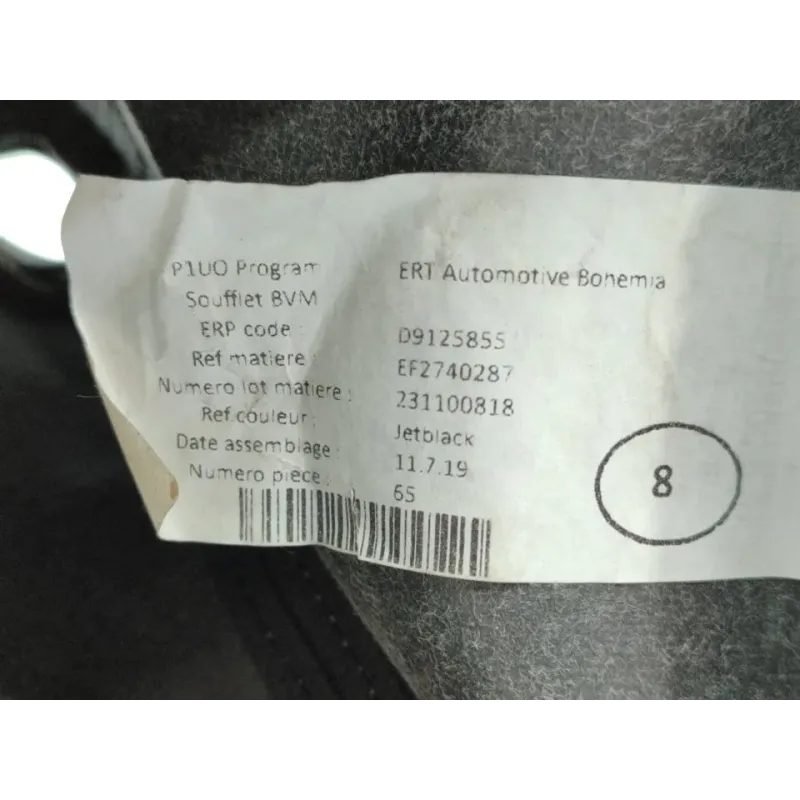 P1UO Program ERT Automotive Bohemia
Soufflet BVM
ERP code : D9125855
Ref matiere : EF2740287
Numero lot matiere : 231100818
Ref couleur : Jetblack
Date assemblage : 11.7.19
Numero piece : 65
8